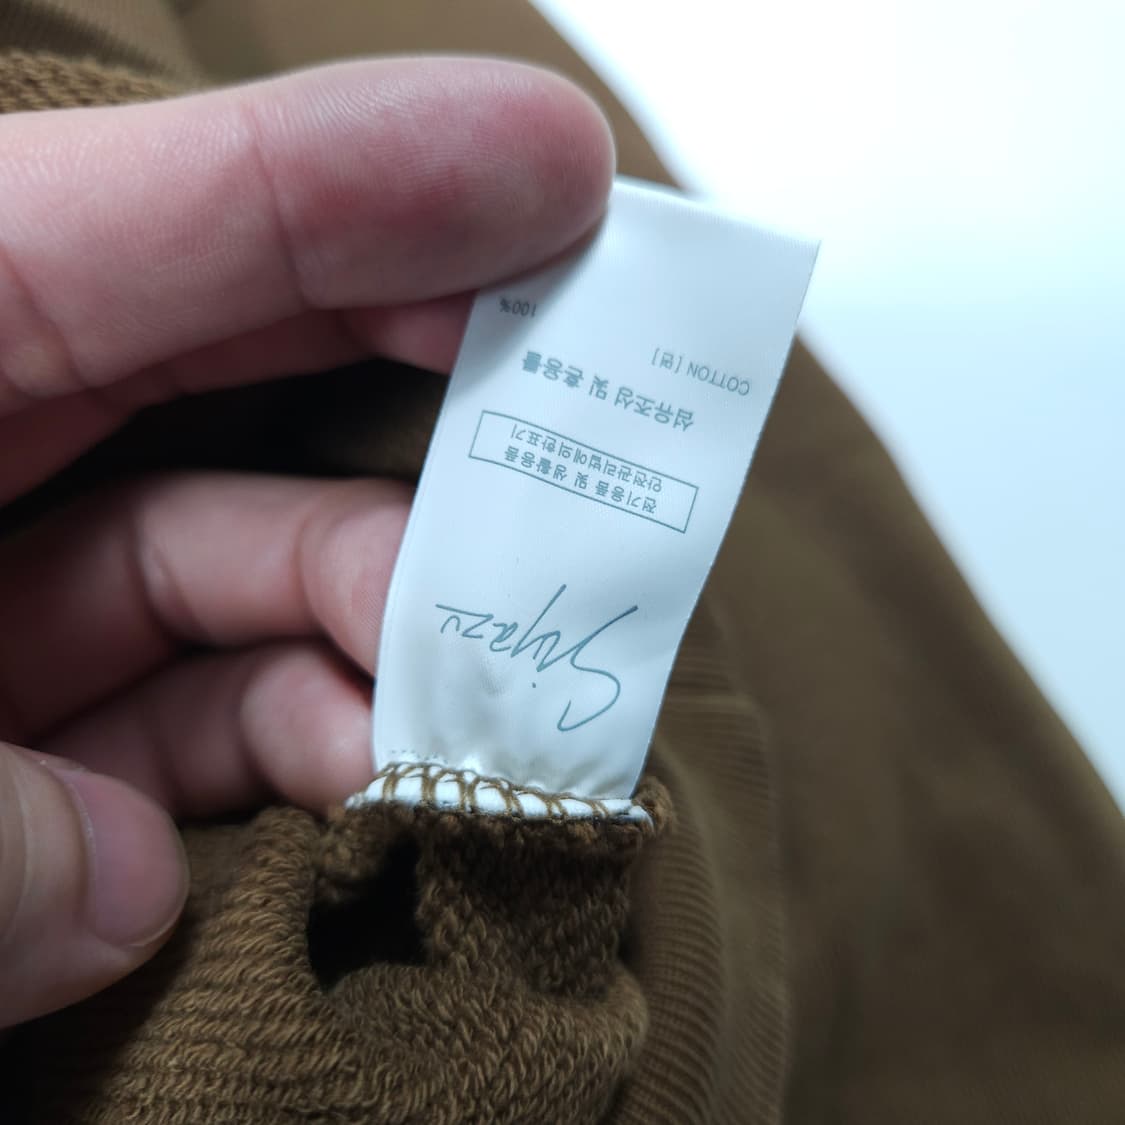 Siyazu
전기용품 및 생활용품
안전관리법에의한표기
섬유조성 및 혼용률
COTTON [면]
100%